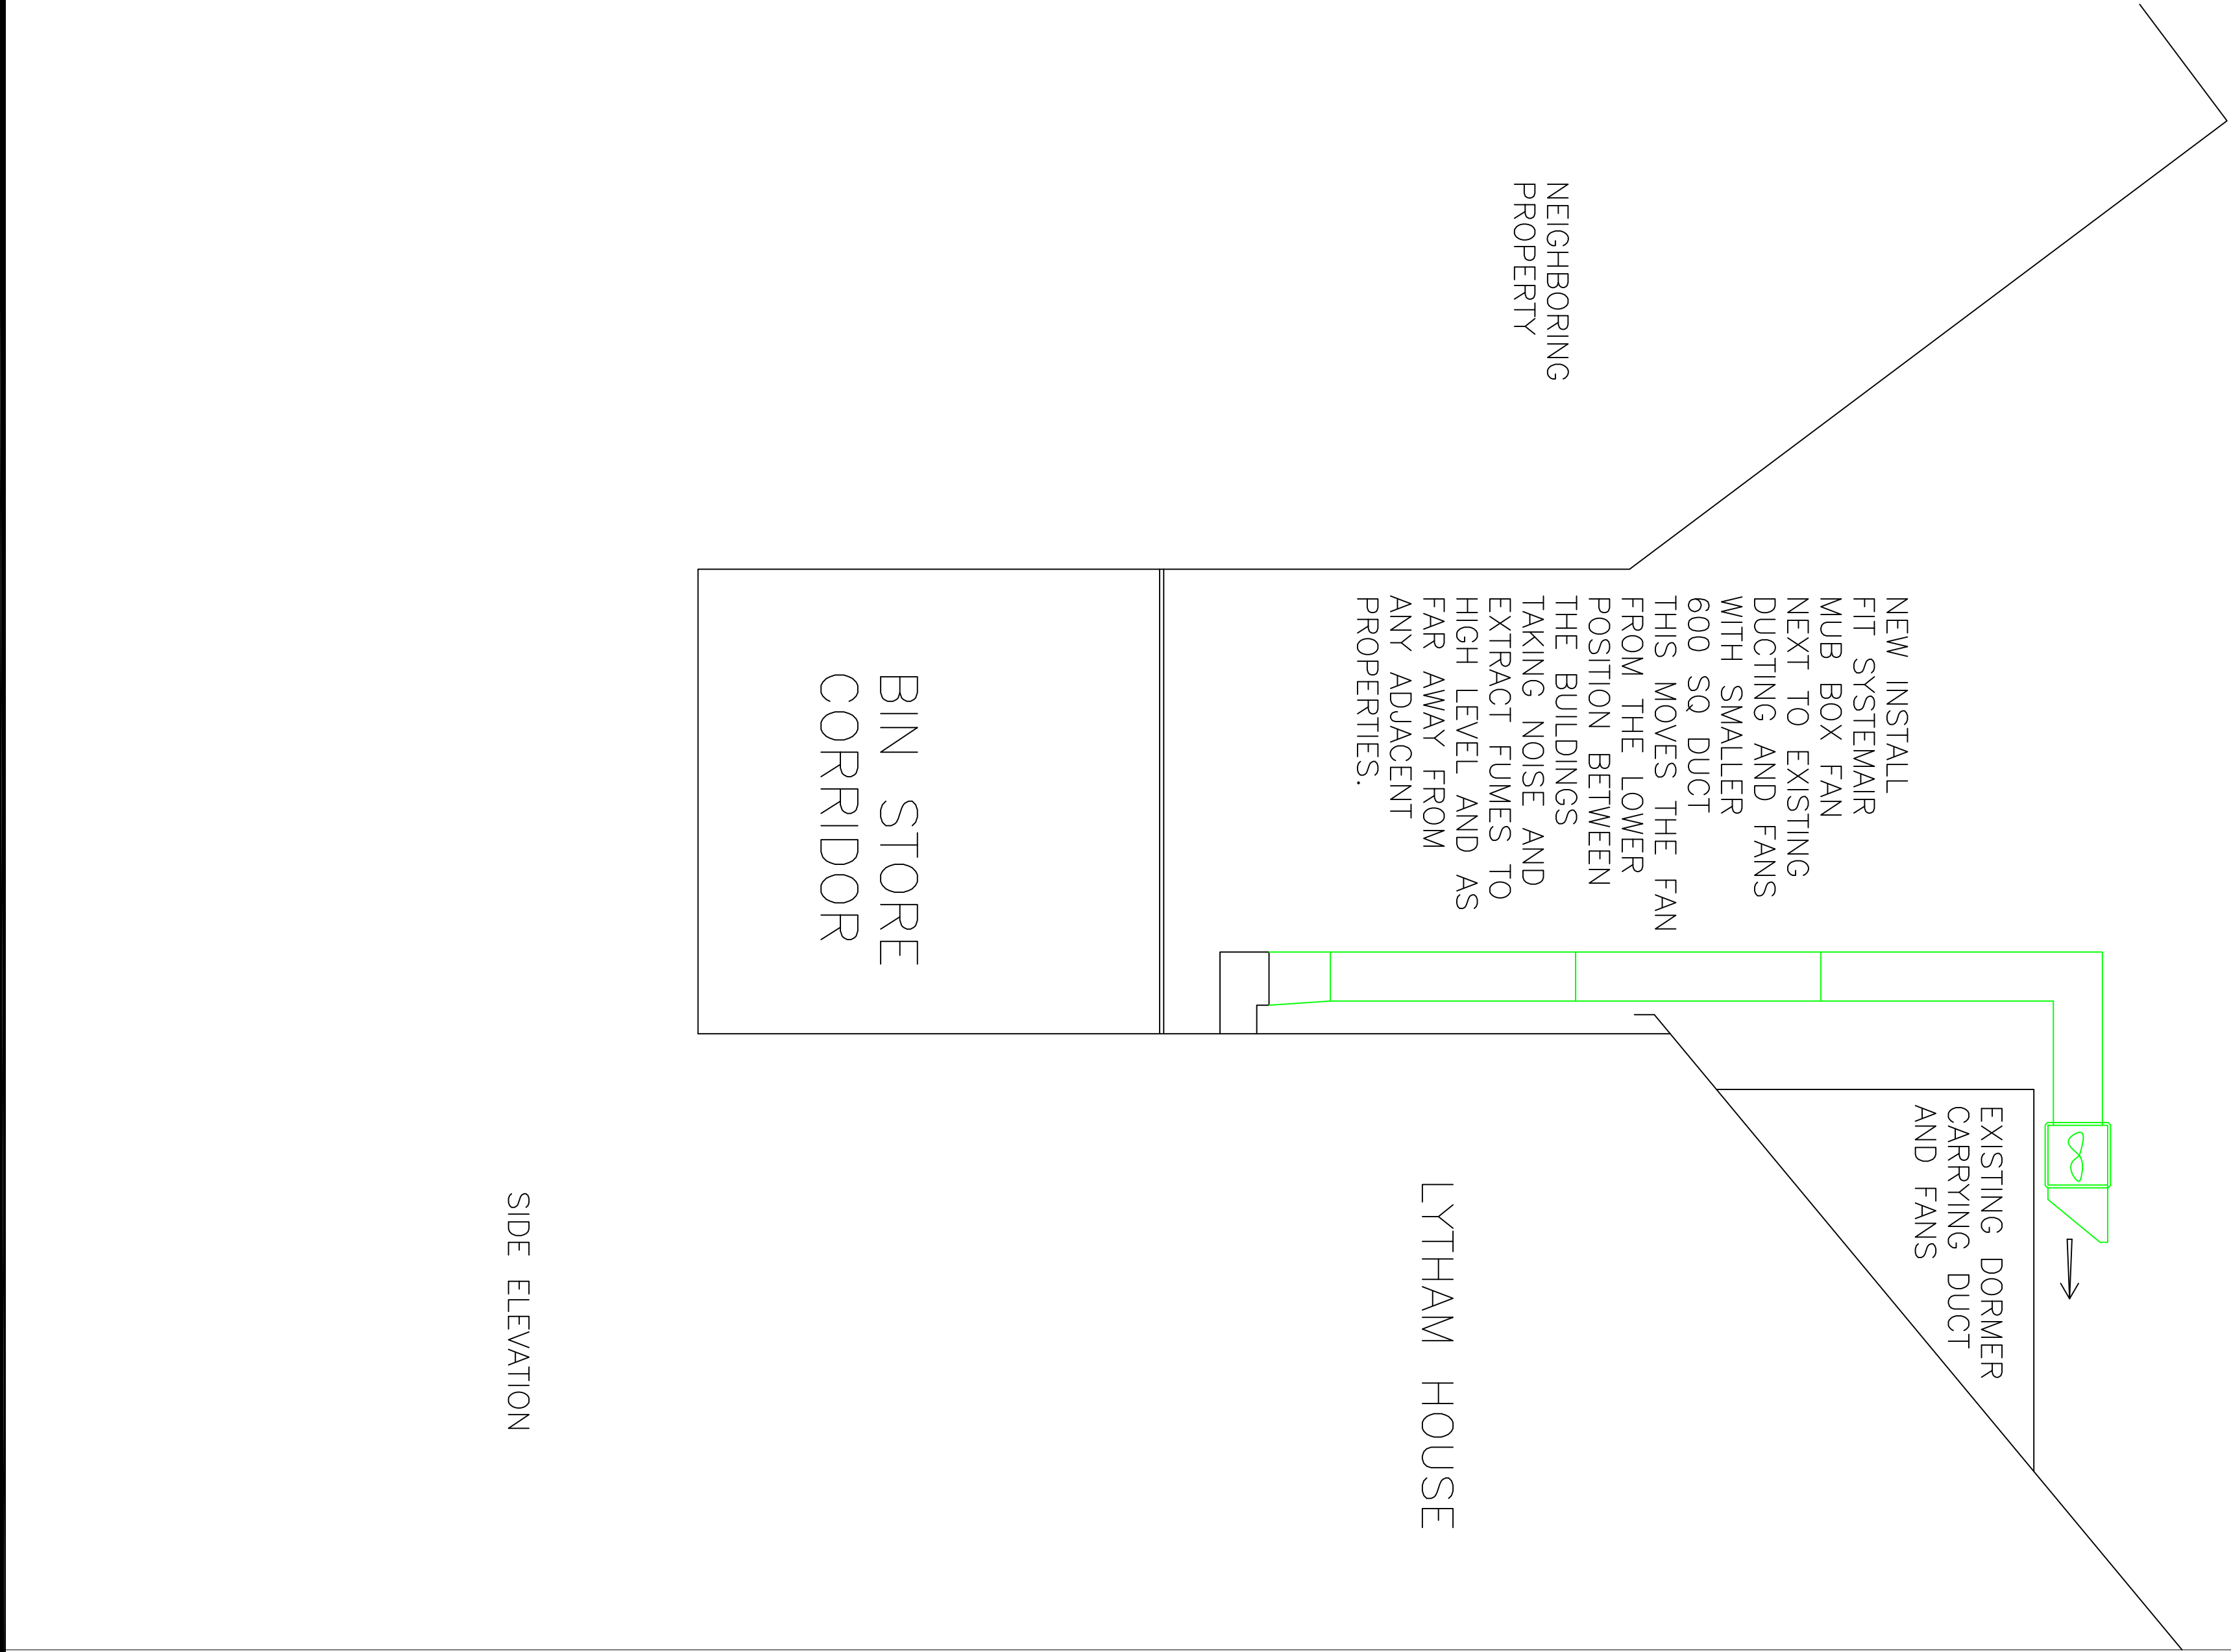 NEIGHBORING
PROPERTY
NEW INSTALL
FIT SYSTEMAIR
MUB BOX FAN
NEXT TO EXISTING
DUCTING AND FANS
WITH SMALLER
600 SQ DUCT
THIS MOVES THE FAN
FROM THE LOWER
POSITION BETWEEN
THE BUILDINGS
TAKING NOISE AND
EXTRACT FUMES TO
HIGH LEVEL AND AS
FAR AWAY FROM
ANY ADJACENT
PROPERTIES.
EXISTING DORMER
CARRYING DUCT
AND FANS
LYTHAM HOUSE
BIN STORE
CORRIDOR
SIDE ELEVATION